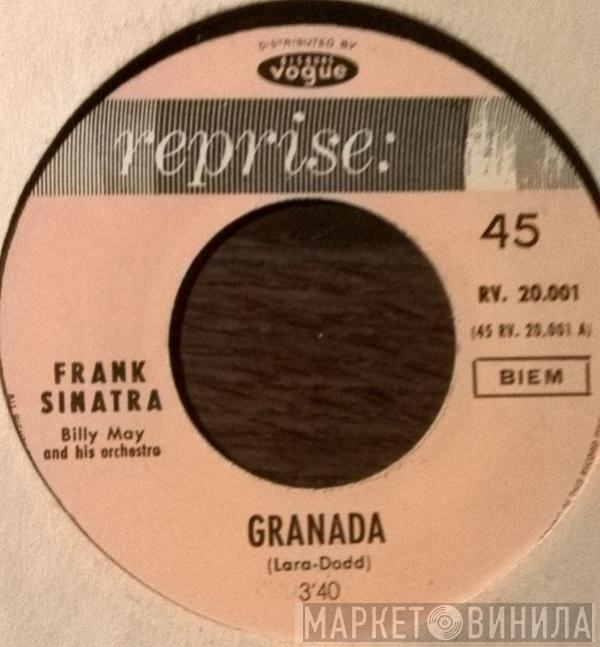 DISTRIBUTED BY
DISQUES
VOGUE
reprise:
45
RV. 20.001
(45 RV. 20.001 A)
BIEM
FRANK
SINATRA
Billy May
and his orchestra
GRANADA
(Lara-Dodd)
3'40
МАРКЕТ ВИНИЛА